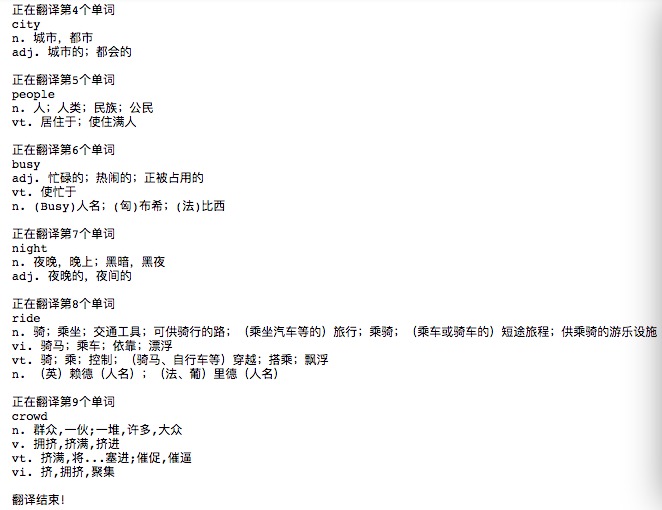 正在翻译第4个单词
city
n. 城市，都市
adj. 城市的；都会的
正在翻译第5个单词
people
n. 人；人类；民族；公民
vt. 居住于；使住满人
正在翻译第6个单词
busy
adj. 忙碌的；热闹的；正被占用的
vt. 使忙于
n. (Busy)人名；(匈)布希；(法)比西
正在翻译第7个单词
night
n. 夜晚，晚上；黑暗，黑夜
adj. 夜晚的，夜间的
正在翻译第8个单词
ride
n. 骑；乘坐；交通工具；可供骑行的路；（乘坐汽车等的）旅行；乘骑；（乘车或骑车的）短途旅程；供乘骑的游乐设施
vi. 骑马；乘车；依靠；漂浮
vt. 骑；乘；控制；（骑马、自行车等）穿越；搭乘；飘浮
n. （英）赖德（人名）；（法、葡）里德（人名）
正在翻译第9个单词
crowd
n. 群众,一伙;一堆,许多,大众
v. 拥挤,挤满,挤进
vt. 挤满,将...塞进;催促,催逼
vi. 挤,拥挤,聚集
翻译结束!